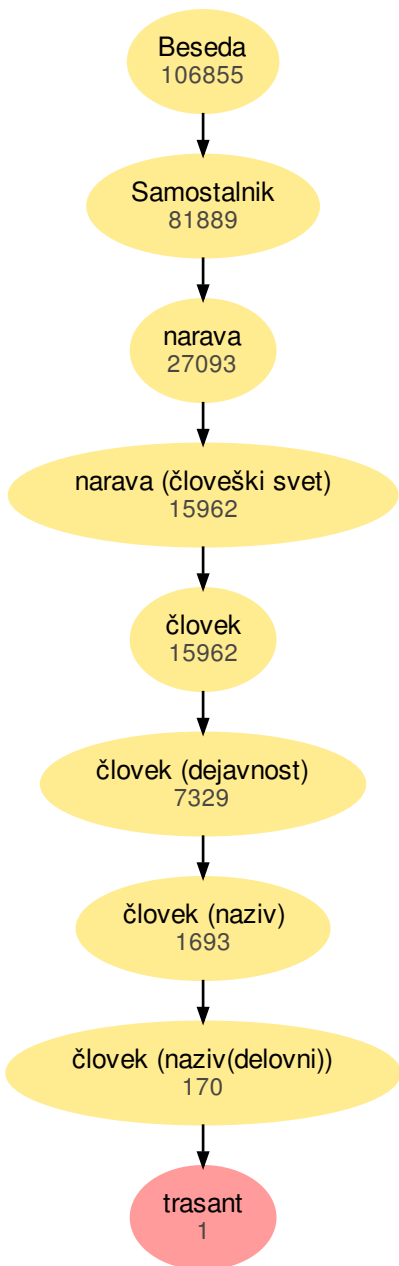 Beseda
106855
Samostalnik
81889
narava
27093
narava (človeški svet)
15962
človek
15962
človek (dejavnost)
7329
človek (naziv)
1693
človek (naziv(delovni))
170
trasant
1